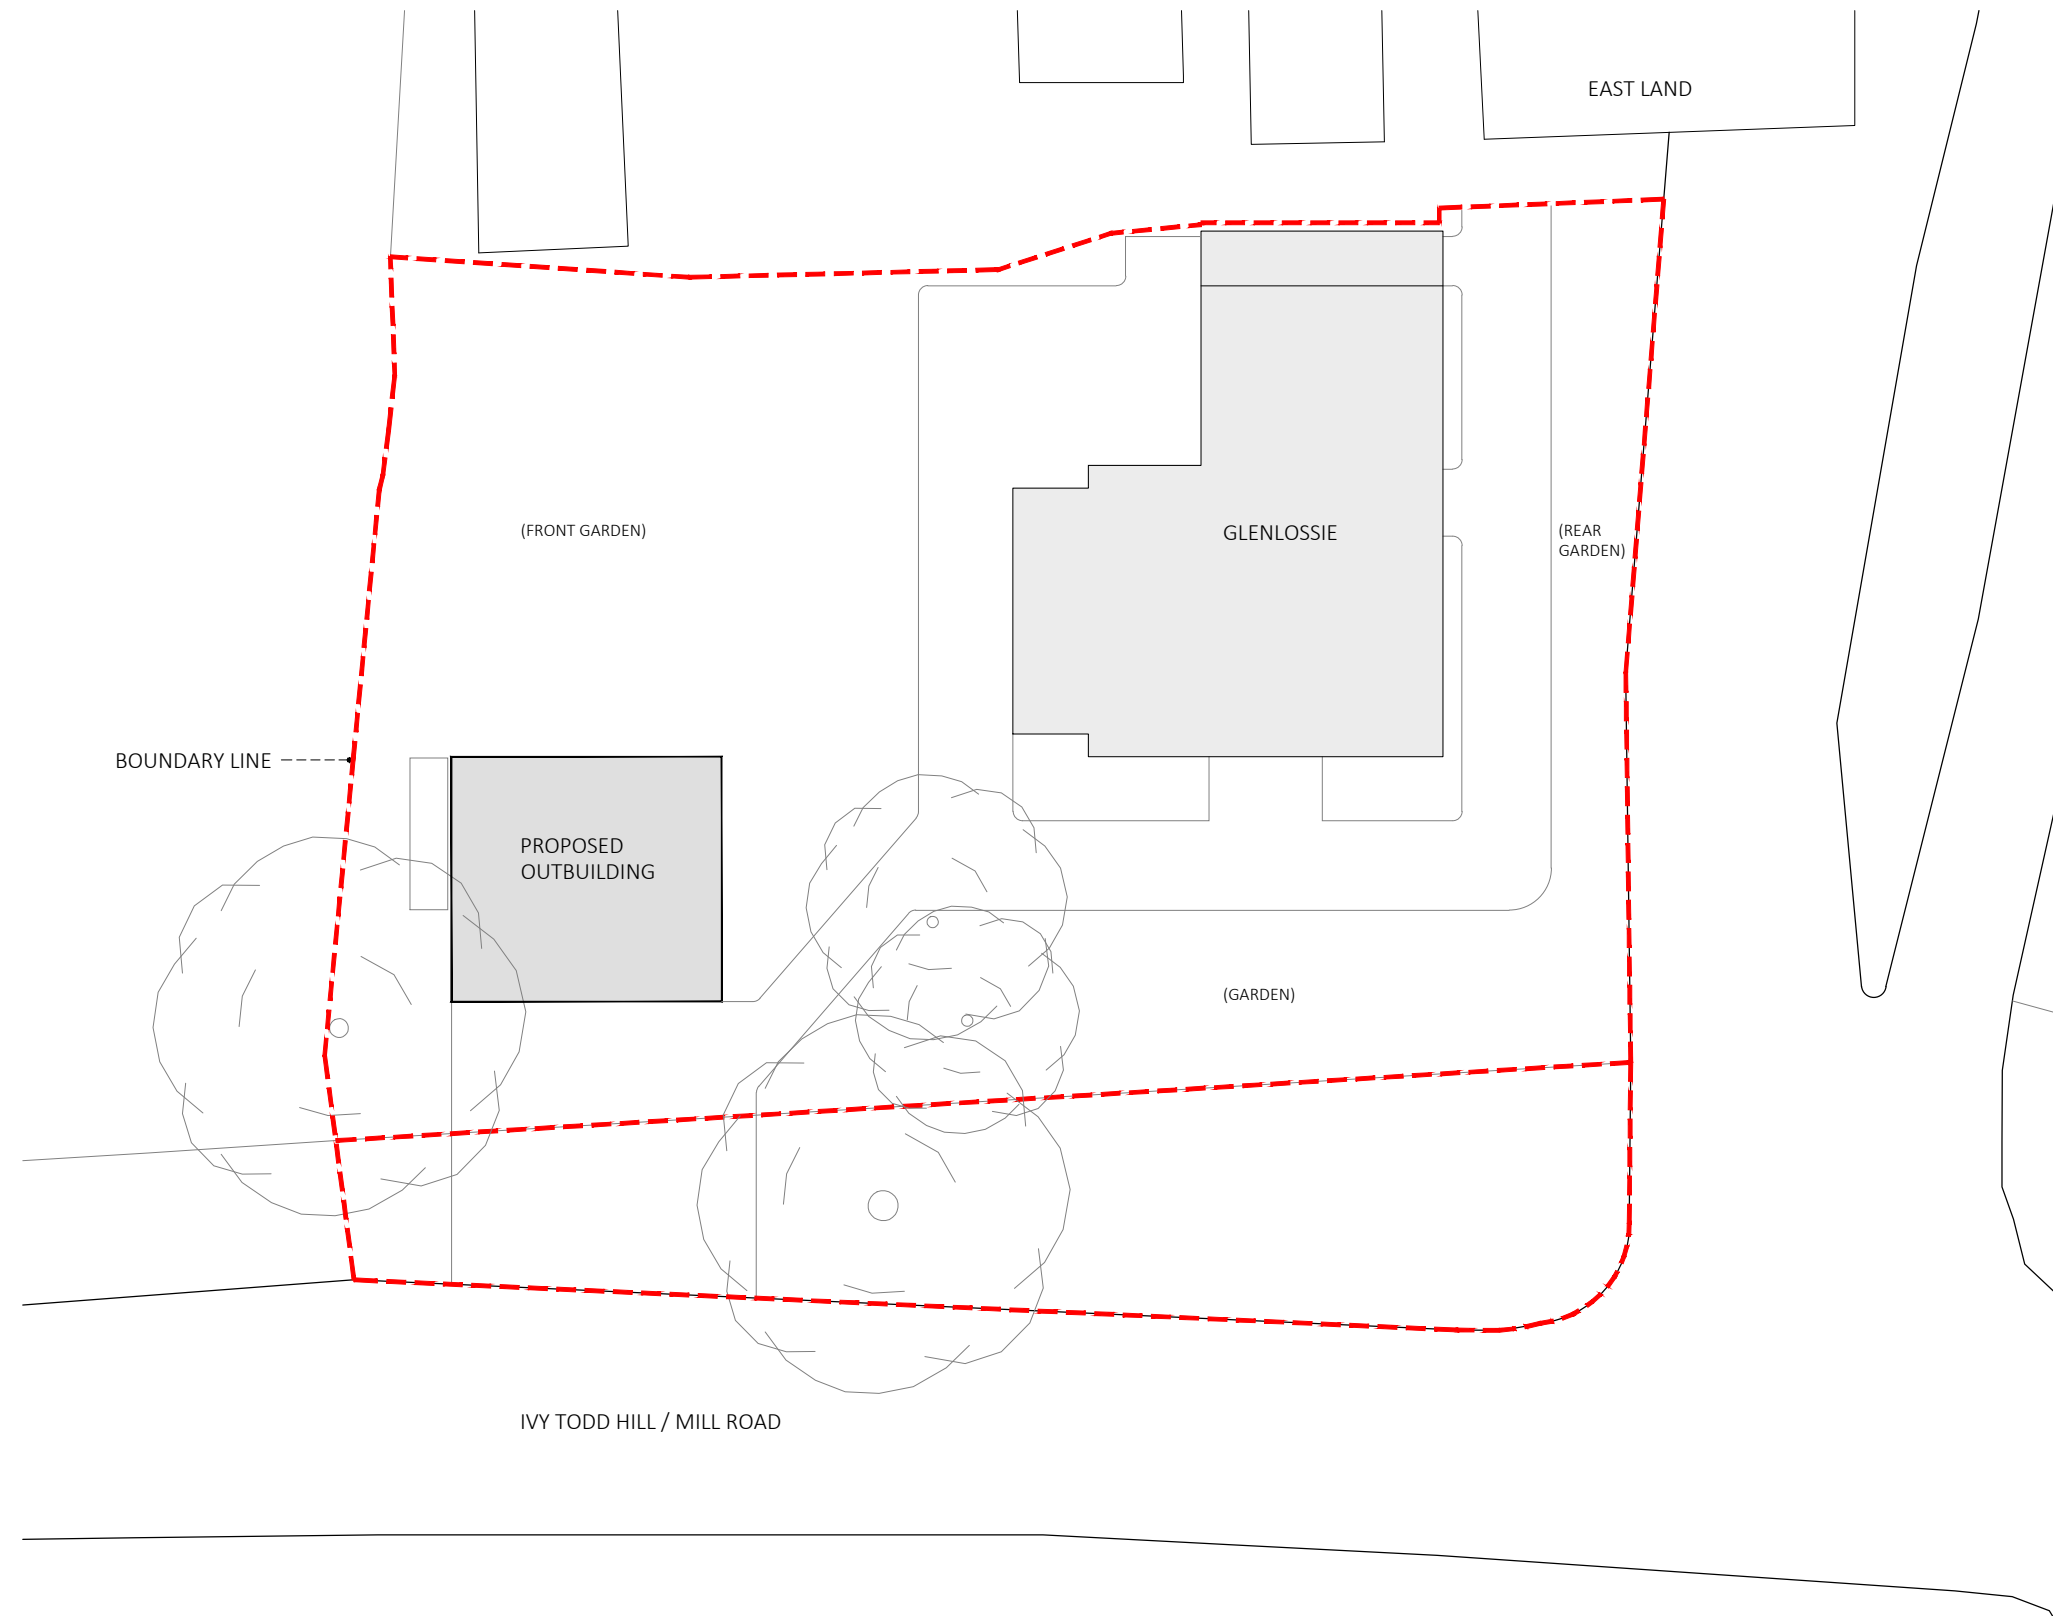 EAST LAND
(FRONT GARDEN)
GLENLOSSIE
(REAR
GARDEN)
BOUNDARY LINE
PROPOSED
OUTBUILDING
(GARDEN)
IVY TODD HILL / MILL ROAD